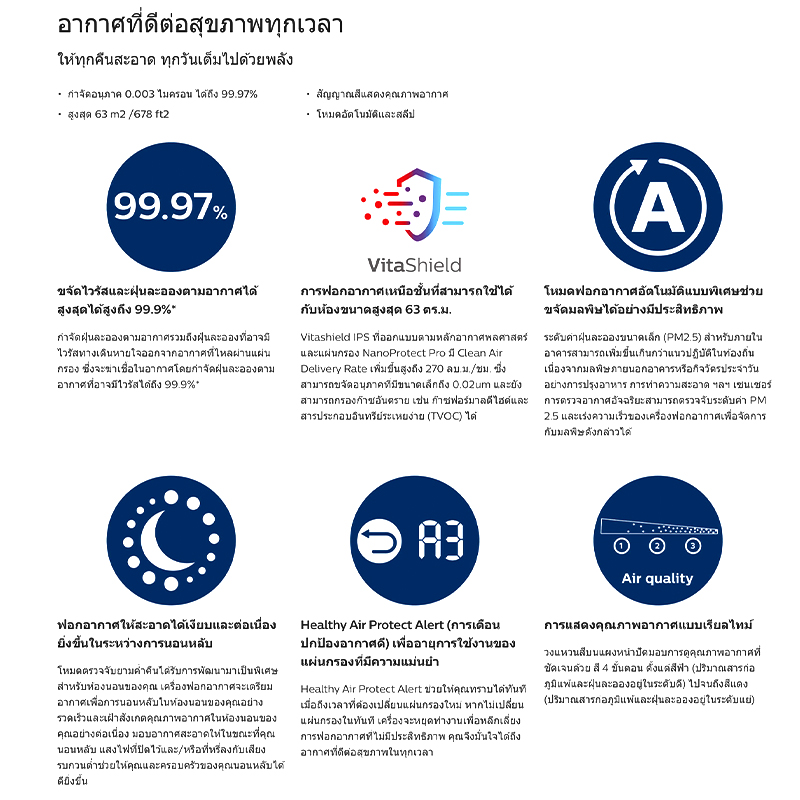 อากาศที่ดีต่อสุขภาพทุกเวลา
ให้ทุกคืนสะอาด ทุกวันเต็มไปด้วยพลัง
• กำจัดอนุภาค 0.003 ไมครอน ได้ถึง 99.97%
• สูงสุด 63 m2 /678 ft2
• สัญญาณสีแสดงคุณภาพอากาศ
• โหมดอัตโนมัติและสลีป
99.97%
ขจัดไวรัสและฝุ่นละอองตามอากาศได้
สูงสุดได้สูงถึง 99.9%*
กำจัดฝุ่นละอองตามอากาศรวมถึงฝุ่นละอองที่อาจมี
ไวรัสทางเดินหายใจออกจากอากาศที่ไหลผ่านแผ่น
กรอง ซึ่งจะฆ่าเชื้อในอากาศโดยกำจัดฝุ่นละอองตาม
อากาศที่อาจมีไวรัสได้ถึง 99.9%*
VitaShield
การฟอกอากาศเหนือชั้นที่สามารถใช้ได้
กับห้องขนาดสูงสุด 63 ตร.ม.
Vitashield IPS ที่ออกแบบตามหลักอากาศพลศาสตร์
และแผ่นกรอง NanoProtect Pro มี Clean Air
Delivery Rate เพิ่มขึ้นสูงถึง 270 ลบ.ม./ชม. ซึ่ง
สามารถขจัดอนุภาคที่มีขนาดเล็กถึง 0.02um และยัง
สามารถกรองก๊าซอันตราย เช่น ก๊าซฟอร์มาลดีไฮด์และ
สารประกอบอินทรีย์ระเหยง่าย (TVOC) ได้
A
โหมดฟอกอากาศอัตโนมัติแบบพิเศษช่วย
ขจัดมลพิษได้อย่างมีประสิทธิภาพ
ระดับค่าฝุ่นละอองขนาดเล็ก (PM2.5) สำหรับภายใน
อาคารสามารถเพิ่มขึ้นเกินกว่าแนวปฏิบัติในท้องถิ่น
เนื่องจากมลพิษภายนอกอาคารหรือกิจวัตรประจำวัน
อย่างการปรุงอาหาร การทำความสะอาด ฯลฯ เซนเซอร์
การตรวจอากาศอัจฉริยะสามารถตรวจจับระดับค่า PM
2.5 และเร่งความเร็วของเครื่องฟอกอากาศเพื่อจัดการ
กับมลพิษดังกล่าวได้
ฟอกอากาศให้สะอาดได้เงียบและต่อเนื่อง
ยิ่งขึ้นในระหว่างการนอนหลับ
โหมดตรวจจับยามค่ำคืนได้รับการพัฒนามาเป็นพิเศษ
สำหรับห้องนอนของคุณ เครื่องฟอกอากาศจะเตรียม
อากาศเพื่อการนอนหลับในห้องนอนของคุณอย่าง
รวดเร็วและเฝ้าสังเกตคุณภาพอากาศในห้องนอนของ
คุณอย่างต่อเนื่อง มอบอากาศสะอาดให้ในขณะที่คุณ
นอนหลับ แสงไฟที่ปิดไว้และ/หรือที่หรี่ลงกับเสียง
รบกวนต่ำช่วยให้คุณและครอบครัวของคุณนอนหลับได้
ดียิ่งขึ้น
A3
Healthy Air Protect Alert (การเตือน
ปกป้องอากาศดี) เพื่ออายุการใช้งานของ
แผ่นกรองที่มีความแม่นยำ
Healthy Air Protect Alert ช่วยให้คุณทราบได้ทันที
เมื่อถึงเวลาที่ต้องเปลี่ยนแผ่นกรองใหม่ หากไม่เปลี่ยน
แผ่นกรองในทันที เครื่องจะหยุดทำงานเพื่อหลีกเลี่ยง
การฟอกอากาศที่ไม่มีประสิทธิภาพ คุณจึงมั่นใจได้ถึง
อากาศที่ดีต่อสุขภาพในทุกเวลา
1 2 3
Air quality
การแสดงคุณภาพอากาศแบบเรียลไทม์
วงแหวนสีบนแผงหน้าปัดมอบการดูคุณภาพอากาศที่
ชัดเจนด้วย สี 4 ขั้นตอน ตั้งแต่สีฟ้า (ปริมาณสารก่อ
ภูมิแพ้และฝุ่นละอองอยู่ในระดับดี) ไปจนถึงสีแดง
(ปริมาณสารก่อภูมิแพ้และฝุ่นละอองอยู่ในระดับแย่)